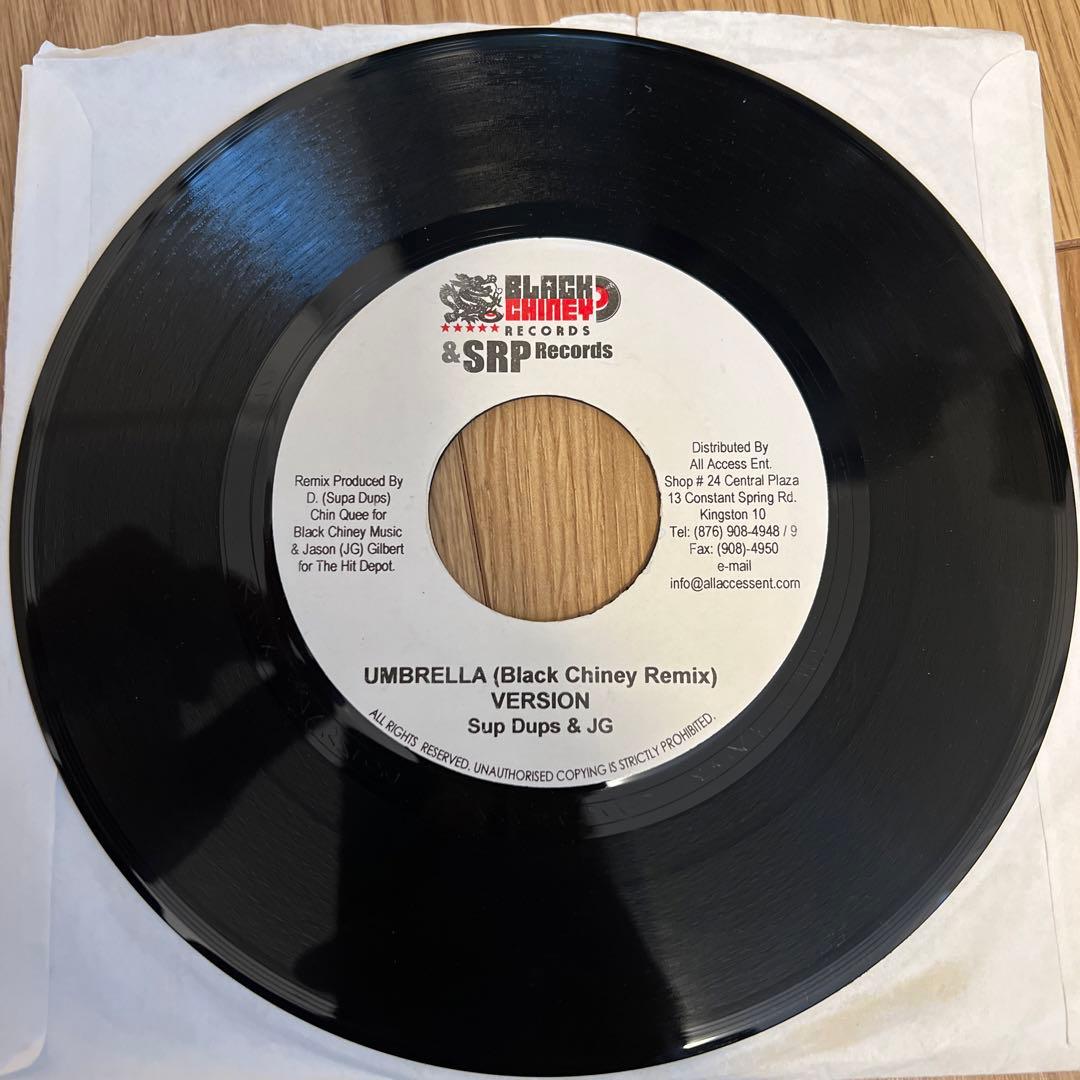 BLACK
CHINEY
RECORDS
& SRP Records
Remix Produced By
D. (Supa Dups)
Chin Quee for
Black Chiney Music
& Jason (JG) Gilbert
for The Hit Depot.
Distributed By
All Access Ent.
Shop # 24 Central Plaza
13 Constant Spring Rd.
Kingston 10
Tel: (876) 908-4948 / 9
Fax: (908)-4950
e-mail
info@allaccessent.com
UMBRELLA (Black Chiney Remix)
VERSION
Sup Dups & JG
ALL RIGHTS RESERVED. UNAUTHORISED COPYING IS STRICTLY PROHIBITED.